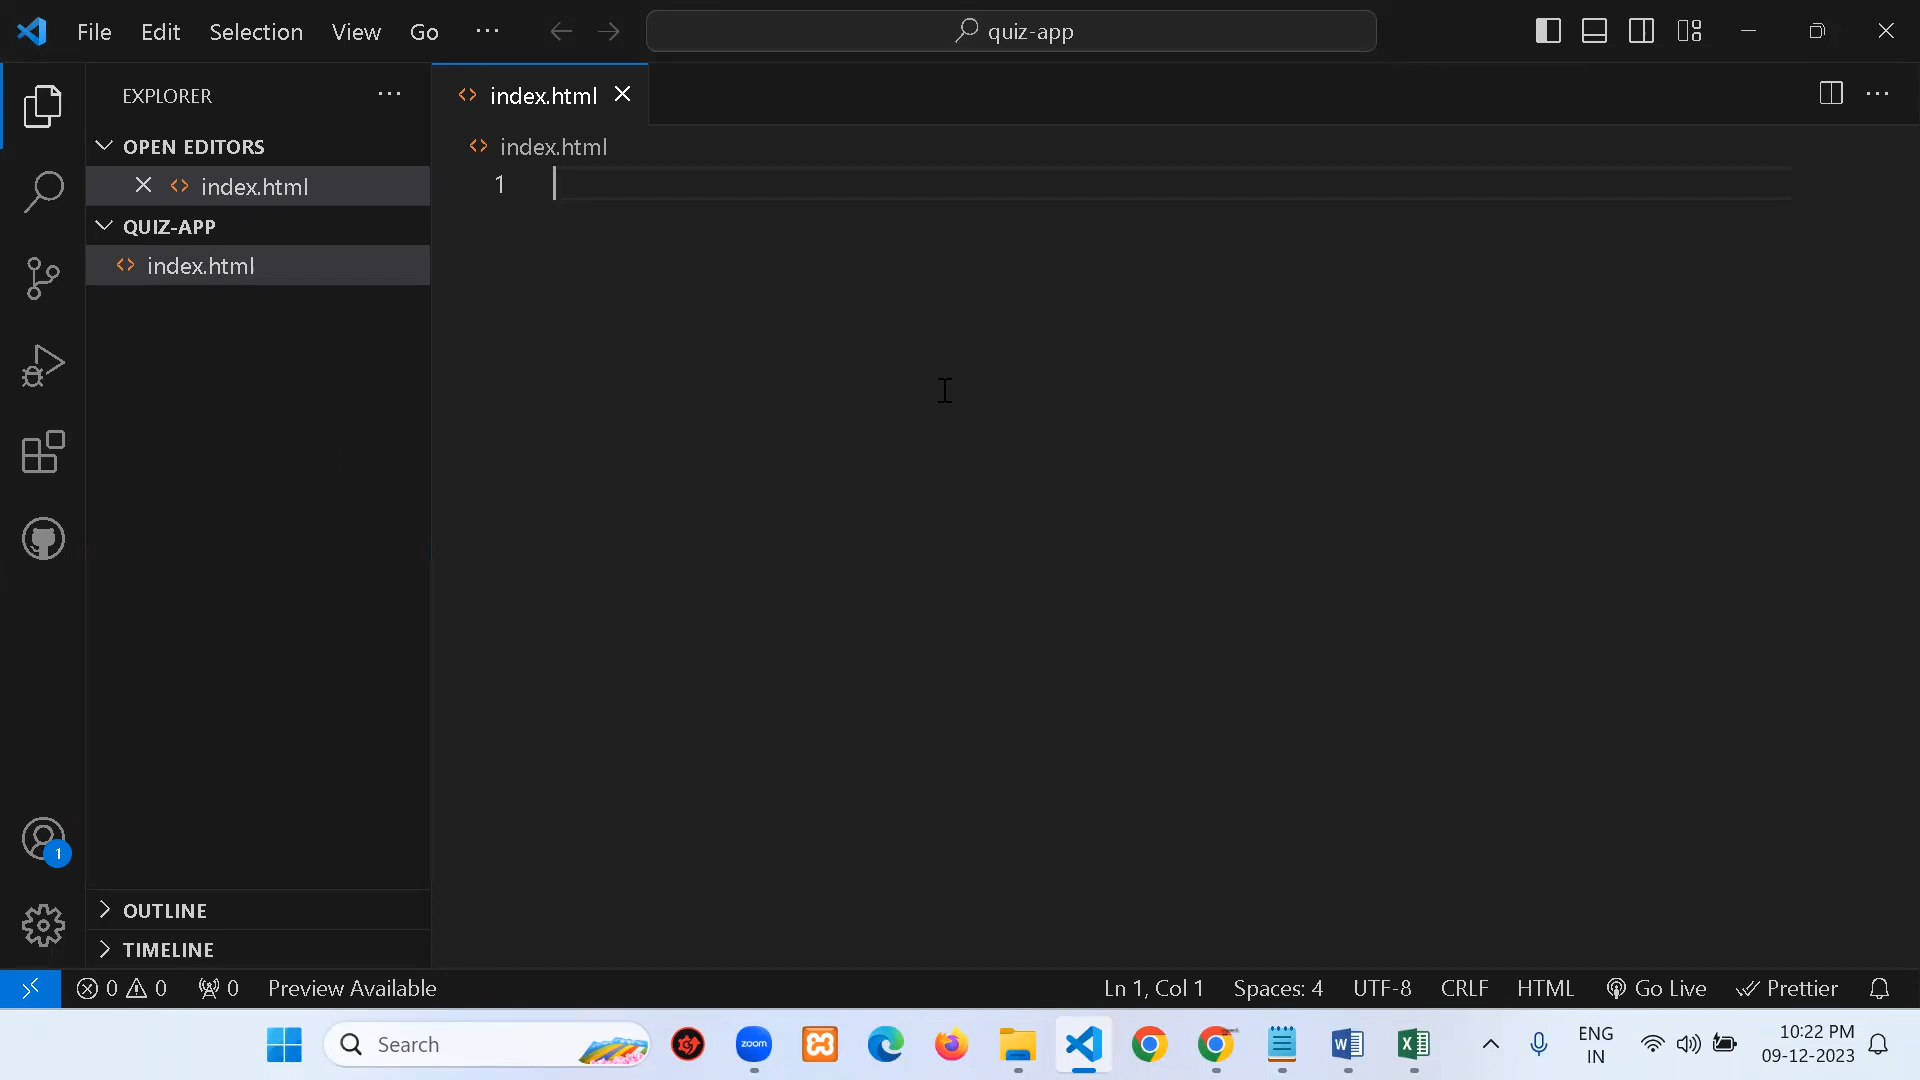 File Edit Selection View Go ··· quiz-app
EXPLORER ···
OPEN EDITORS
index.html
QUIZ-APP
index.html
OUTLINE
TIMELINE
index.html
index.html
1
1
0 0 0 Preview Available Ln 1, Col 1 Spaces: 4 UTF-8 CRLF HTML Go Live Prettier
Search
zoom
ENG
IN
10:22 PM
09-12-2023